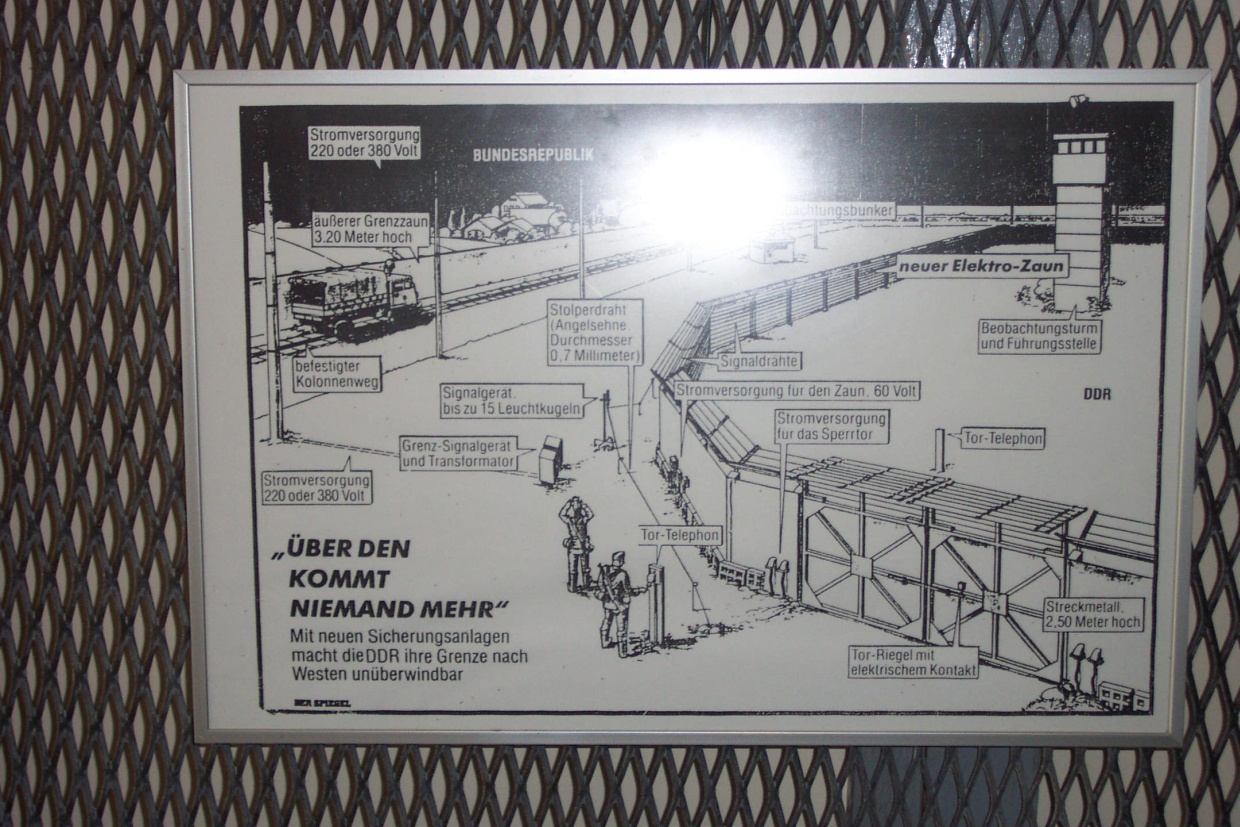 Stromversorgung
220 oder 380 Volt
BUNDESREPUBLIK
äußerer Grenzzaun
3.20 Meter hoch
neuer Elektro-Zaun
Stolperdraht
(Angelsehne.
Durchmesser
0,7 Millimeter)
Beobachtungsturm
und Führungsstelle
Signaldrähte
befestigter
Kolonnenweg
Signalgerät.
bis zu 15 Leuchtkugeln
Stromversorgung für den Zaun. 60 Volt
DDR
Stromversorgung
für das Sperrtor
Tor-Telephon
Grenz-Signalgerät
und Transformator
Stromversorgung
220 oder 380 Volt
Tor-Telephon
„ÜBER DEN
KOMMT
NIEMAND MEHR“
Mit neuen Sicherungsanlagen
macht die DDR ihre Grenze nach
Westen unüberwindbar
Streckmetall.
2,50 Meter hoch
Tor-Riegel mit
elektrischem Kontakt
DER SPIEGEL